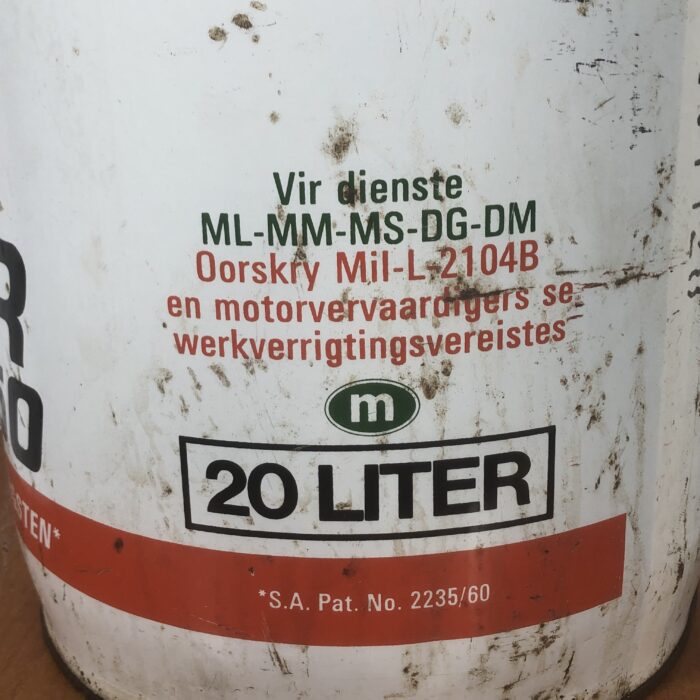 Vir dienste
ML-MM-MS-DG-DM
Oorskry Mil-L-2104B
en motorvervaardigers se
werkverrigtingsvereistes
m
20 LITER
*S.A. Pat. No. 2235/60